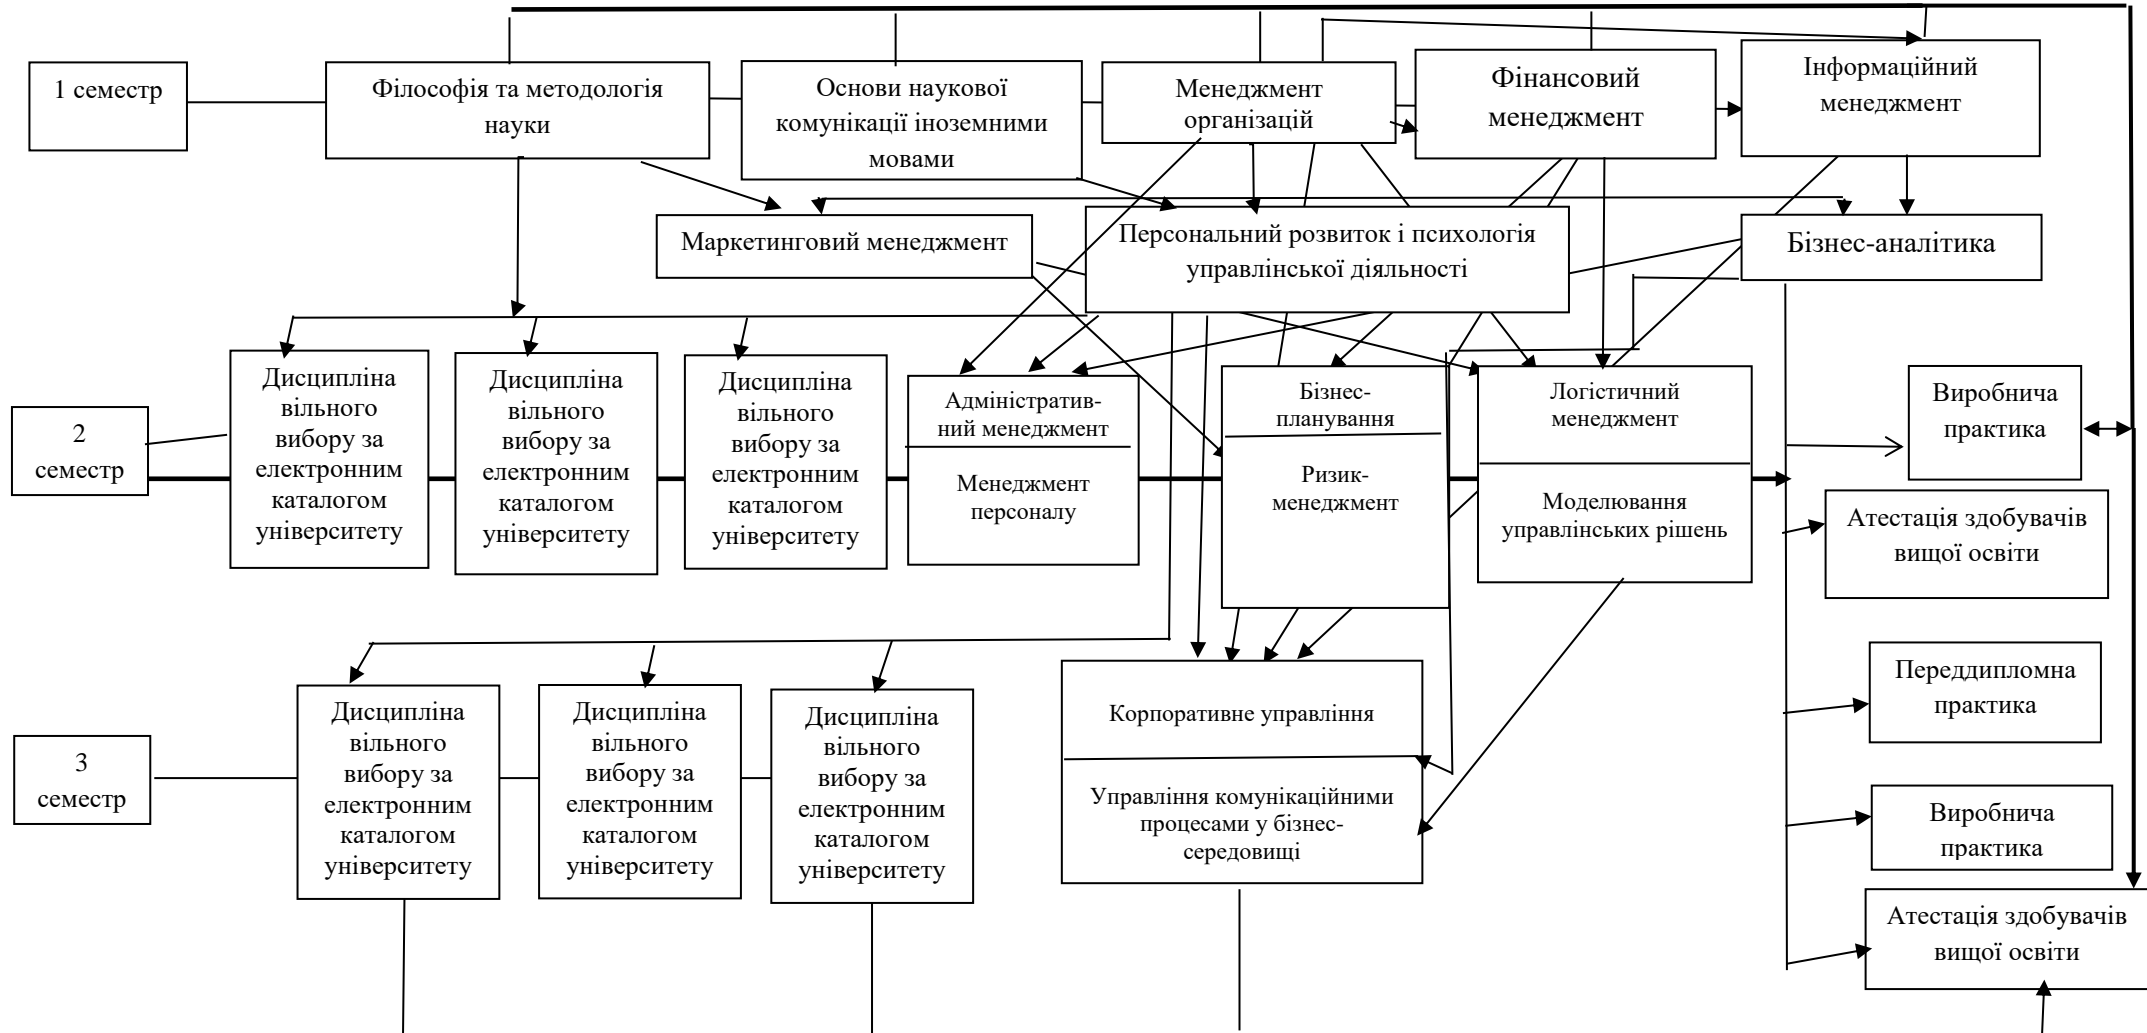 1 семестр
Філософія та методологія
науки
Основи наукової
комунікації іноземними
мовами
Менеджмент
організацій
Фінансовий
менеджмент
Інформаційний
менеджмент
Маркетинговий менеджмент
Персональний розвиток і психологія
управлінської діяльності
Бізнес-аналітика
2
семестр
Дисципліна
вільного
вибору за
електронним
каталогом
університету
Дисципліна
вільного
вибору за
електронним
каталогом
університету
Дисципліна
вільного
вибору за
електронним
каталогом
університету
Адміністратив-
ний менеджмент
Менеджмент
персоналу
Бізнес-
планування
Ризик-
менеджмент
Логістичний
менеджмент
Моделювання
управлінських рішень
Виробнича
практика
Атестація здобувачів
вищої освіти
3
семестр
Дисципліна
вільного
вибору за
електронним
каталогом
університету
Дисципліна
вільного
вибору за
електронним
каталогом
університету
Дисципліна
вільного
вибору за
електронним
каталогом
університету
Корпоративне управління
Управління комунікаційними
процесами у бізнес-
середовищі
Переддипломна
практика
Виробнича
практика
Атестація здобувачів
вищої освіти